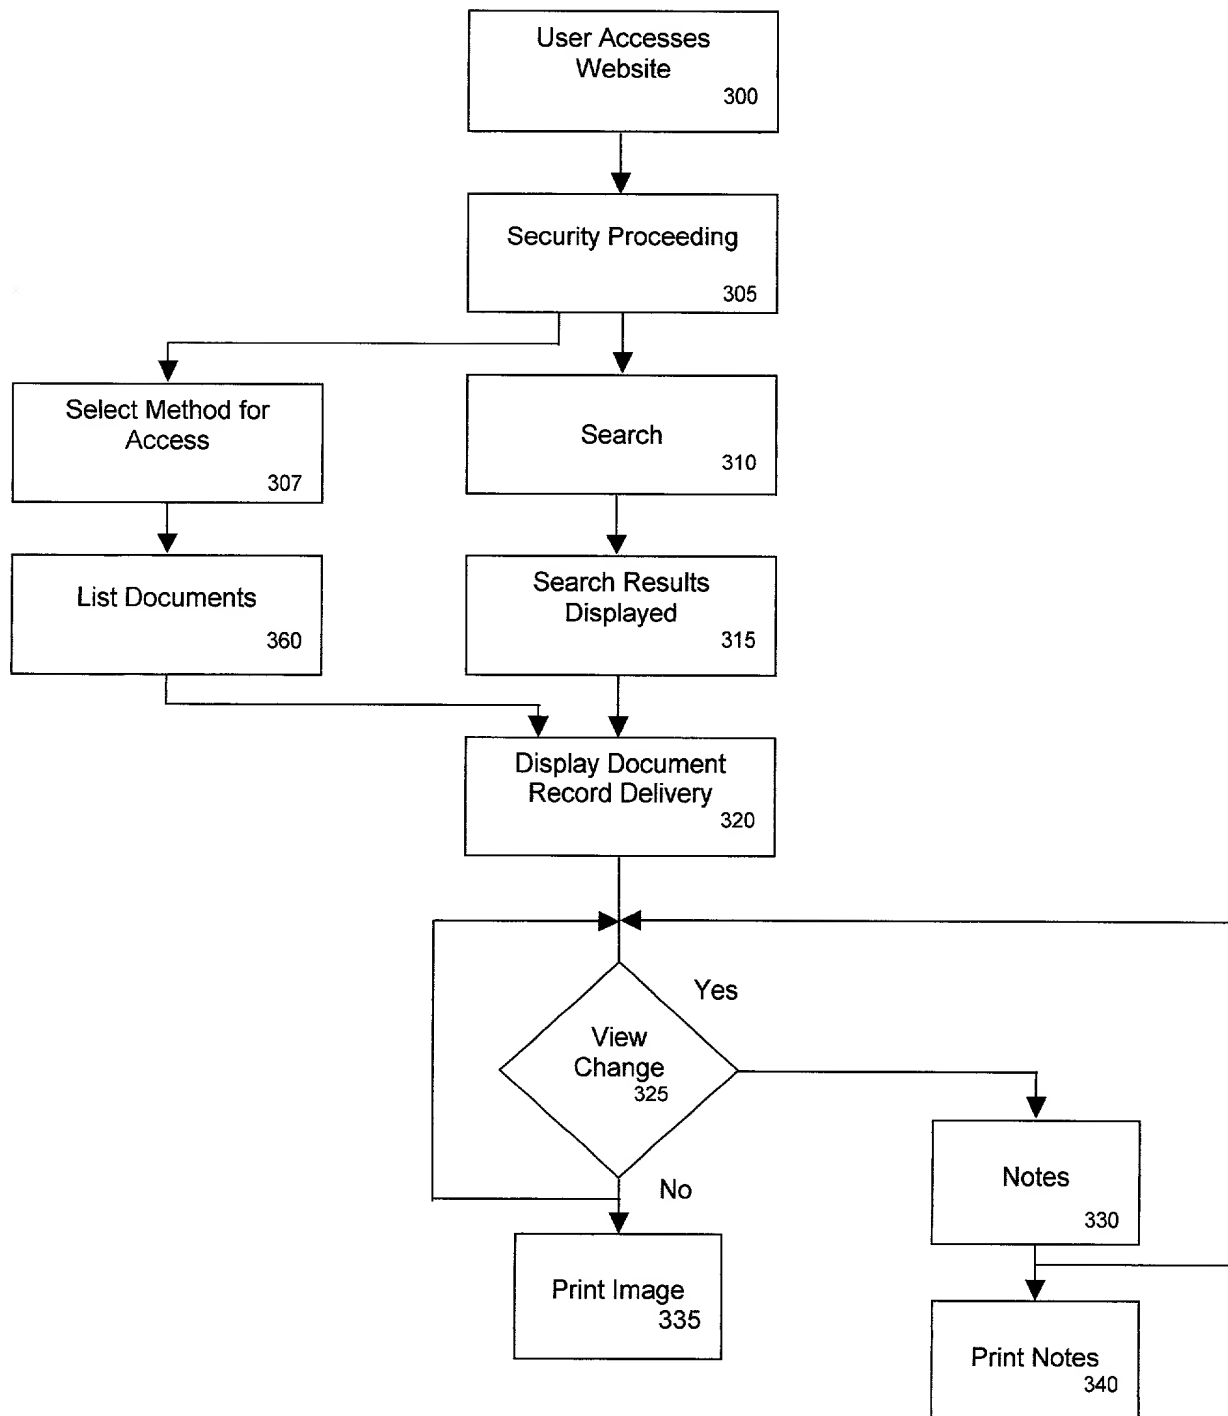 User Accesses
Website
300
Security Proceeding
305
Select Method for
Access
307
Search
310
List Documents
360
Search Results
Displayed
315
Display Document
Record Delivery
320
Yes
View
Change
325
No
Notes
330
Print Image
335
Print Notes
340